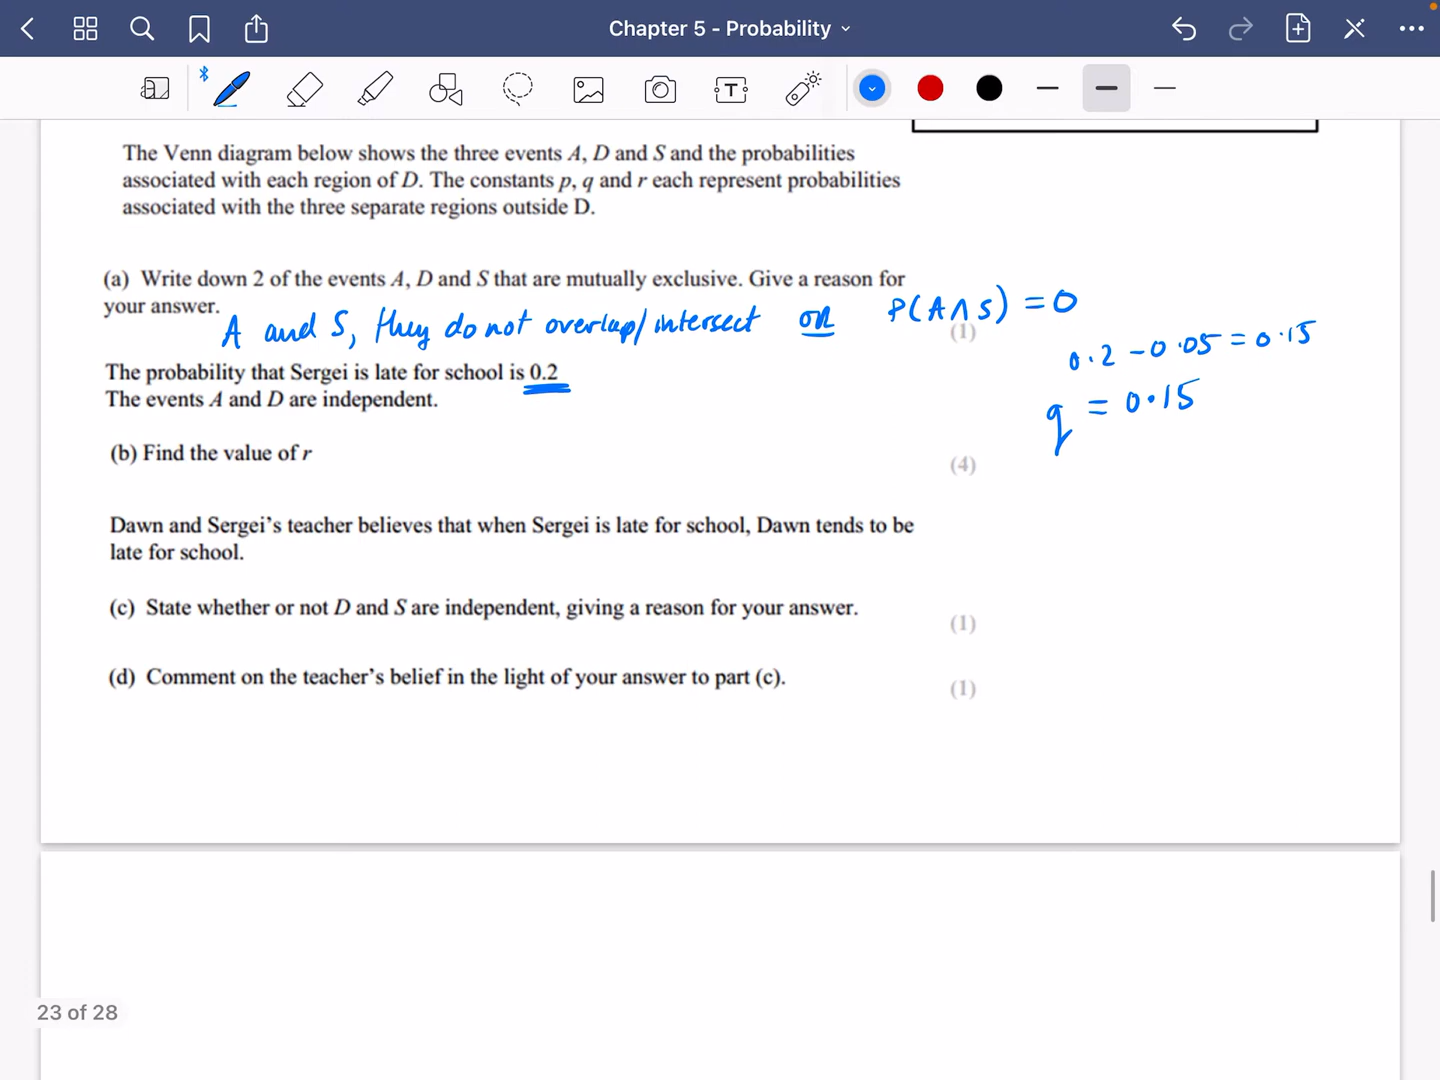 Chapter 5 - Probability
The Venn diagram below shows the three events A, D and S and the probabilities
associated with each region of D. The constants p, q and r each represent probabilities
associated with the three separate regions outside D.
(a) Write down 2 of the events A, D and S that are mutually exclusive. Give a reason for
your answer.
A and S, they do not overlap/intersect OR P(A∩S) = 0
(1)
0.2 - 0.05 = 0.15
The probability that Sergei is late for school is 0.2
The events A and D are independent.
q = 0.15
(b) Find the value of r
(4)
Dawn and Sergei's teacher believes that when Sergei is late for school, Dawn tends to be
late for school.
(c) State whether or not D and S are independent, giving a reason for your answer.
(1)
(d) Comment on the teacher's belief in the light of your answer to part (c).
(1)
23 of 28